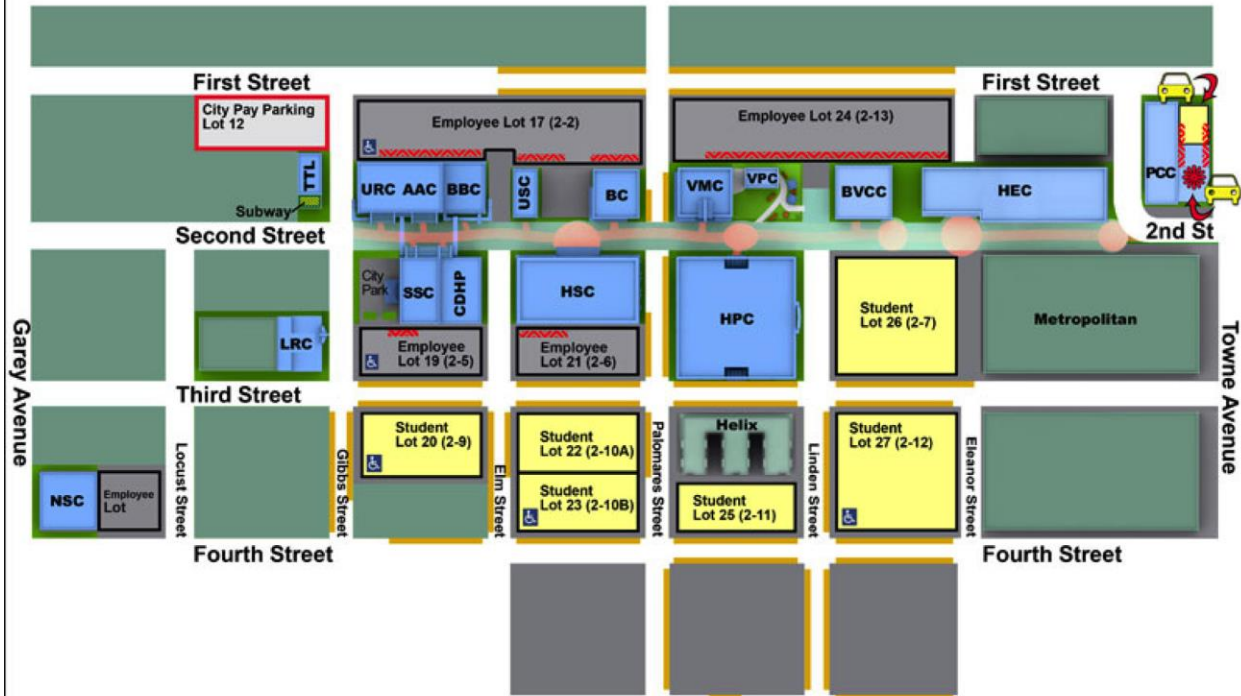 First Street
First Street
City Pay Parking
Lot 12
Employee Lot 17 (2-2)
Employee Lot 24 (2-13)
TTL
Subway
URC
AAC
BBC
USC
BC
VMC
VPC
BVCC
HEC
PCC
Second Street
2nd St
City
Park
SSC
CDHP
HSC
HPC
Student
Lot 26 (2-7)
Metropolitan
LRC
Employee
Lot 19 (2-5)
Employee
Lot 21 (2-6)
Garey Avenue
Towne Avenue
Third Street
Student
Lot 20 (2-9)
Student
Lot 22 (2-10A)
Helix
Student
Lot 27 (2-12)
NSC
Employee
Lot
Locust Street
Gibbs Street
Elm Street
Student
Lot 23 (2-10B)
Palomares Street
Student
Lot 25 (2-11)
Linden Street
Eleanor Street
Fourth Street
Fourth Street